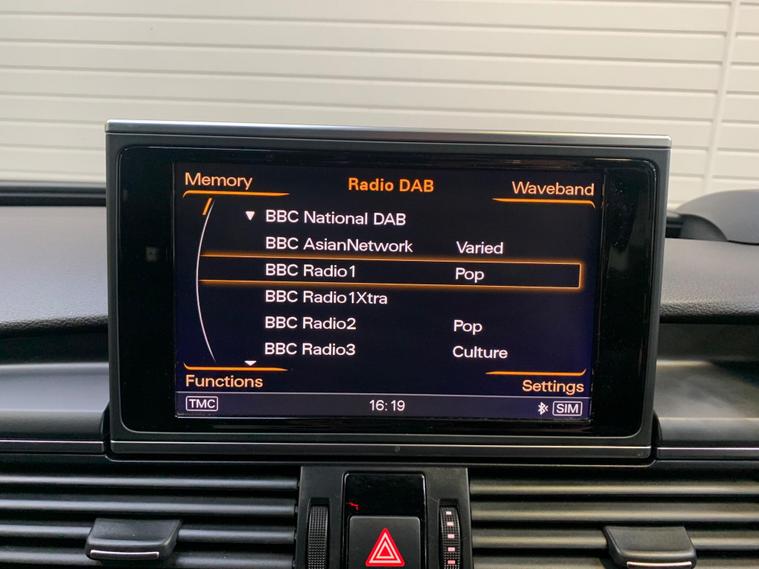 Memory Radio DAB Waveband
BBC National DAB
BBC AsianNetwork Varied
BBC Radio1 Pop
BBC Radio1Xtra
BBC Radio2 Pop
BBC Radio3 Culture
Functions Settings
TMC 16:19 SIM